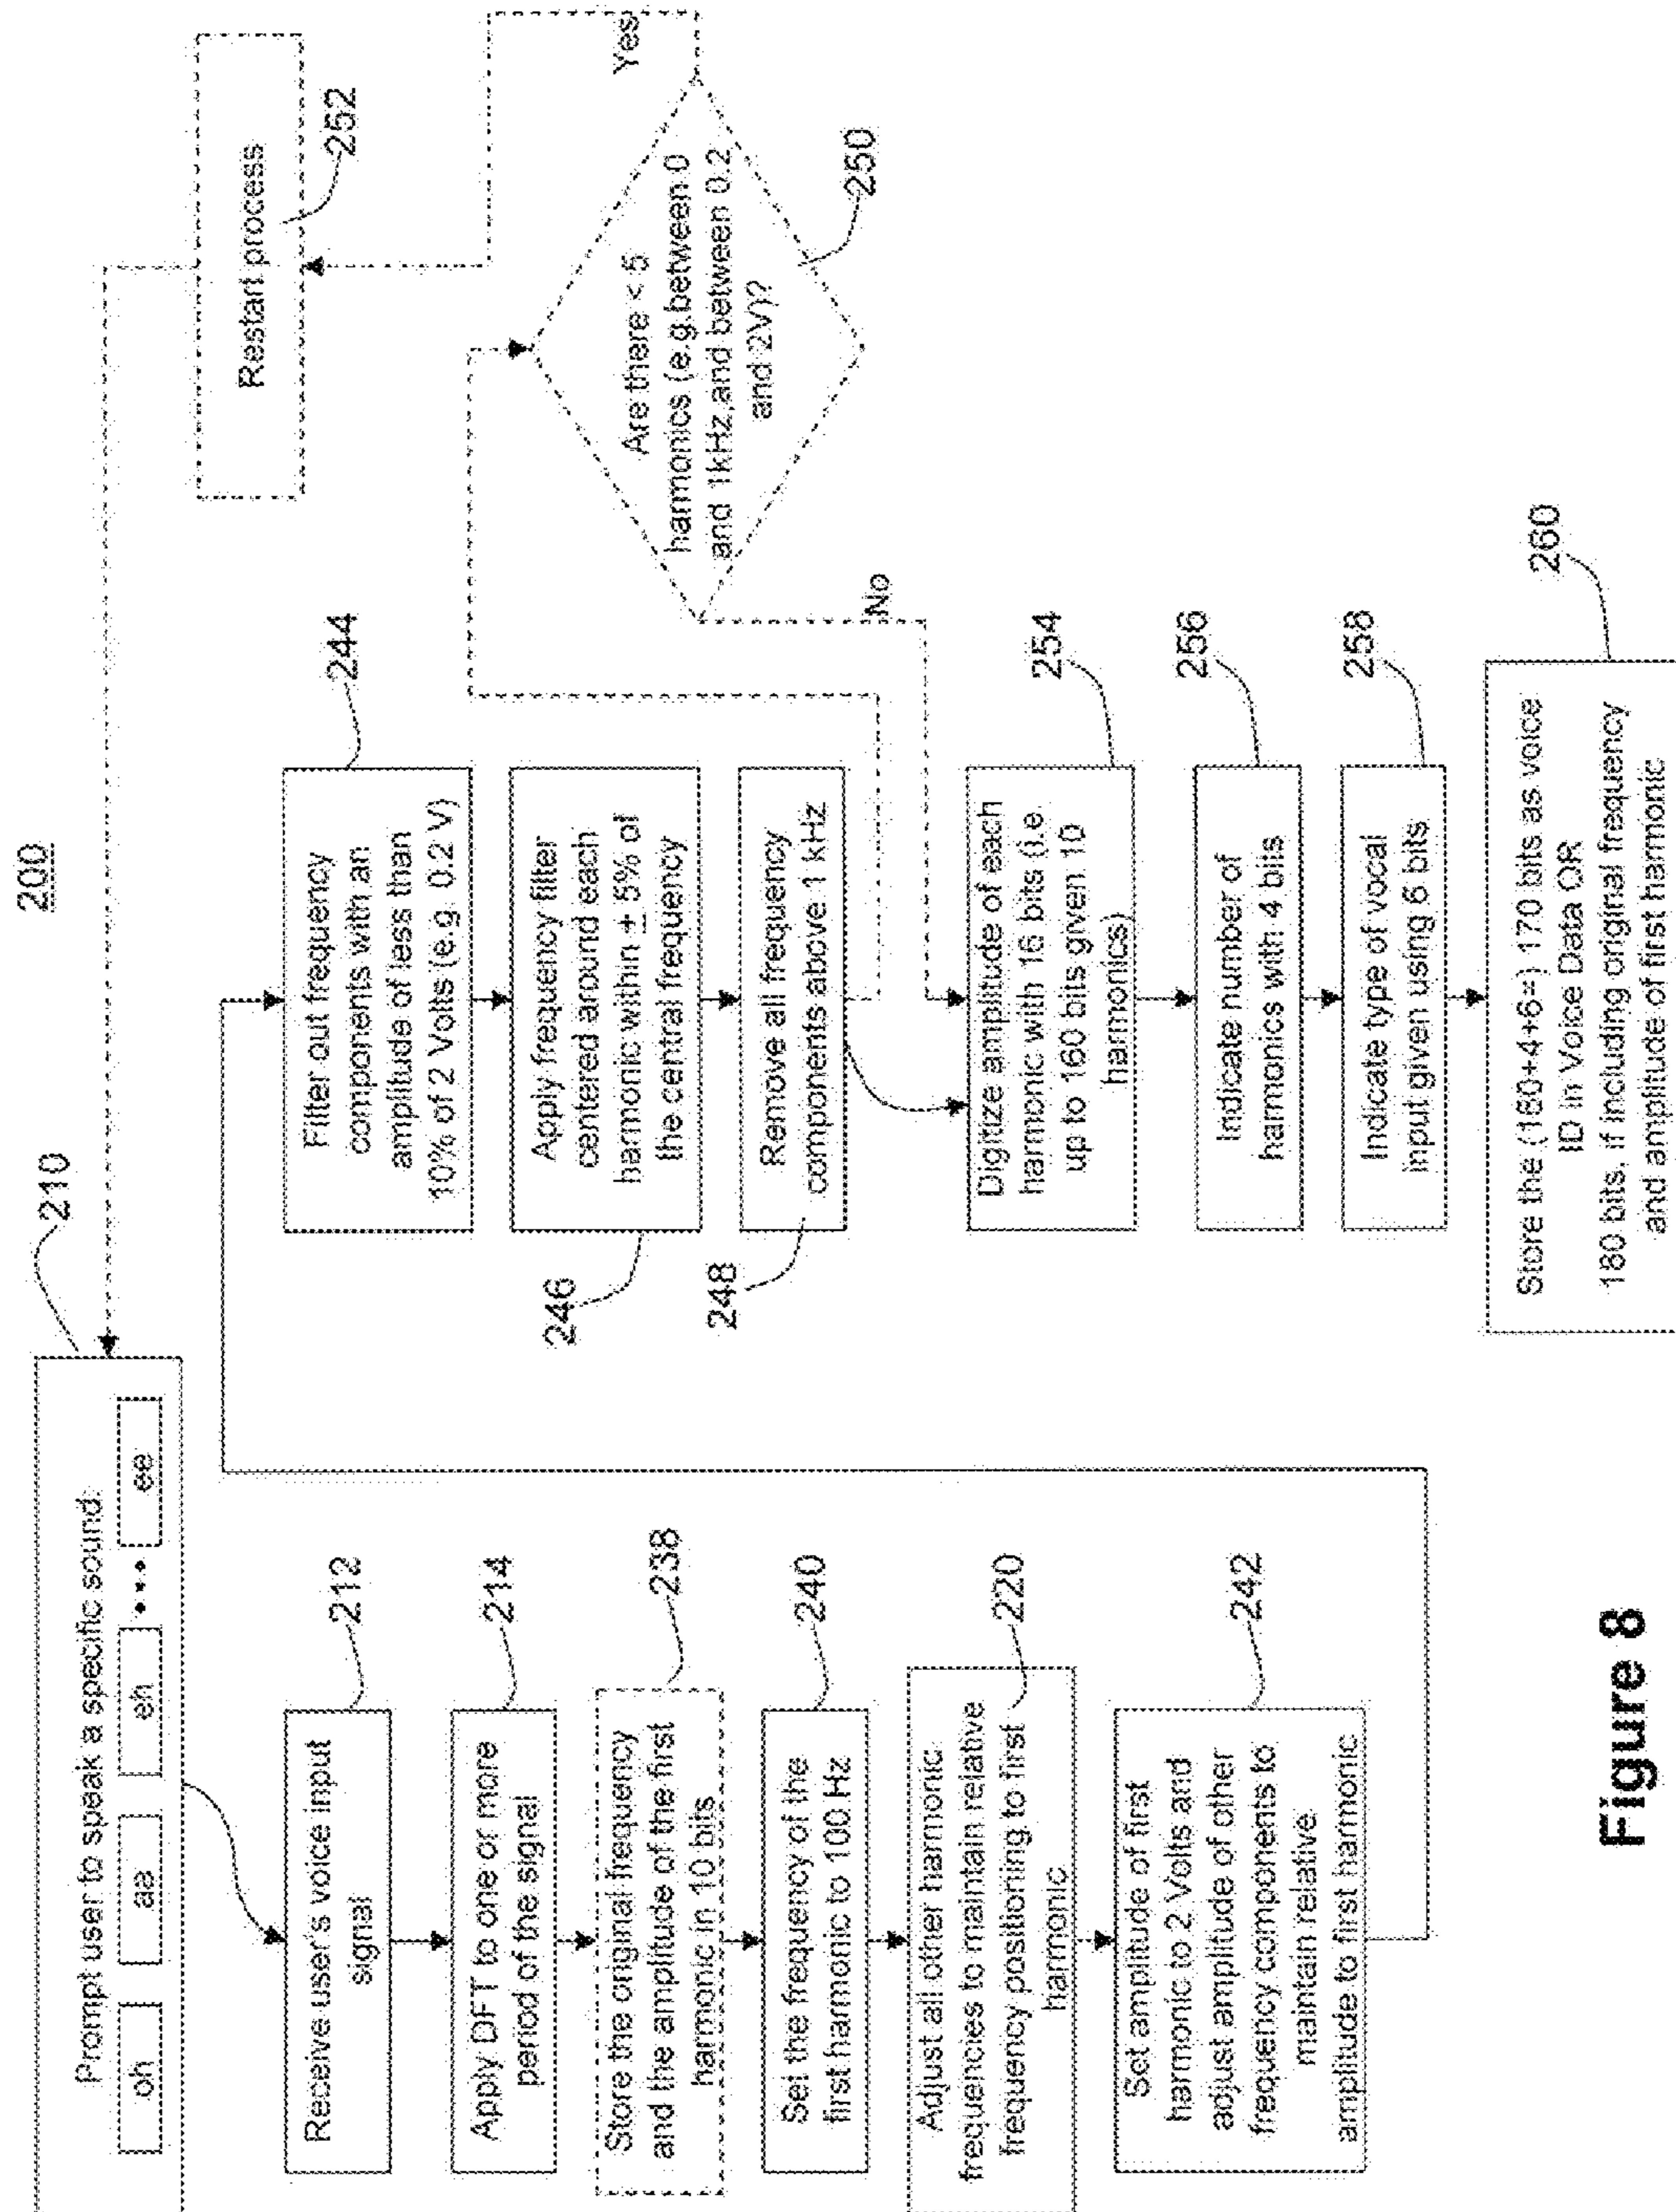 200
210
Prompt user to speak a specific sound:
oh
aa
eh
•••
ee
Receive user's voice input
signal
212
Apply DFT to one or more
period of the signal
214
Store the original frequency
and the amplitude of the first
harmonic in 10 bits
238
Set the frequency of the
first harmonic to 100 Hz
240
Adjust all other harmonic
frequencies to maintain relative
frequency positioning to first
harmonic
220
Set amplitude of first
harmonic to 2 Volts and
adjust amplitude of other
frequency components to
maintain relative
amplitude to first harmonic
242
Filter out frequency
components with an
amplitude of less than
10% of 2 Volts (e.g. 0.2 V)
244
Apply frequency filter
centered around each
harmonic within ± 5% of
the central frequency
246
Remove all frequency
components above 1 kHz
248
Are there < 5
harmonics (e.g. between 0
and 1kHz, and between 0.2
and 2V)?
250
Yes
No
Restart process
252
Digitize amplitude of each
harmonic with 16 bits (i.e.
up to 160 bits given 10
harmonics)
254
Indicate number of
harmonics with 4 bits
256
Indicate type of vocal
input given using 6 bits
258
Store the (160+4+6=) 170 bits as voice
ID in Voice Data OR
180 bits, if including original frequency
and amplitude of first harmonic
260
Figure 8